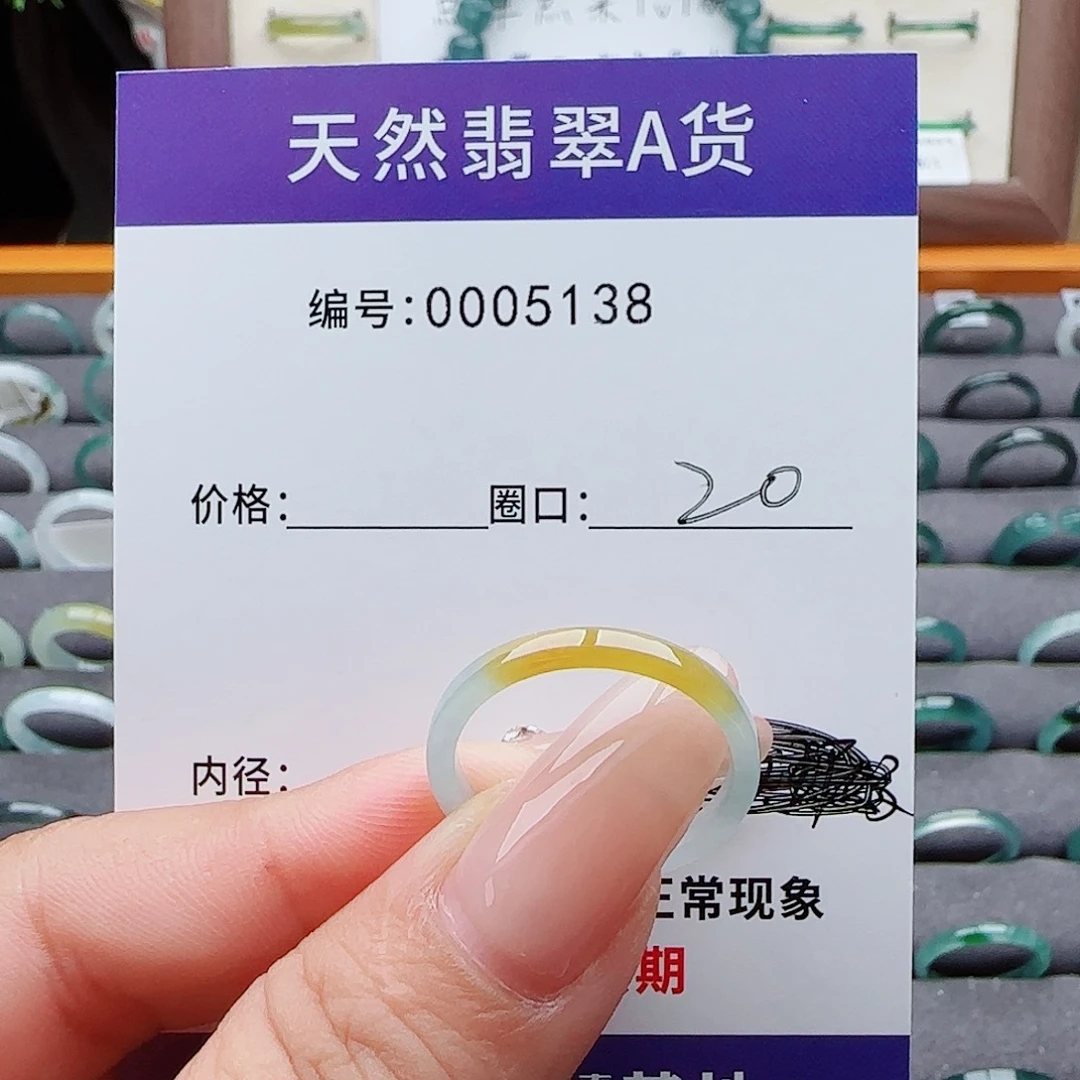 天然翡翠A货
编号:0005138
价格: 圈口: 20
内径:
正常现象
期